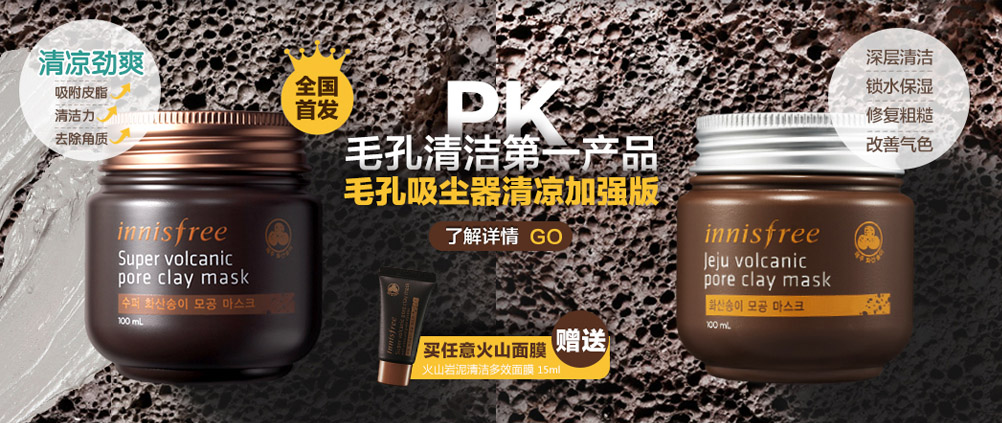 清凉劲爽
吸附皮脂
清洁力
去除角质
全国
首发
innisfree
Super volcanic
pore clay mask
수퍼 화산송이 모공 마스크
100 mL
PK
毛孔清洁第一产品
毛孔吸尘器清凉加强版
了解详情 GO
innisfree
买任意火山面膜
火山岩泥清洁多效面膜 15ml
赠送
深层清洁
锁水保湿
修复粗糙
改善气色
innisfree
Jeju volcanic
pore clay mask
화산송이 모공 마스크
100 mL